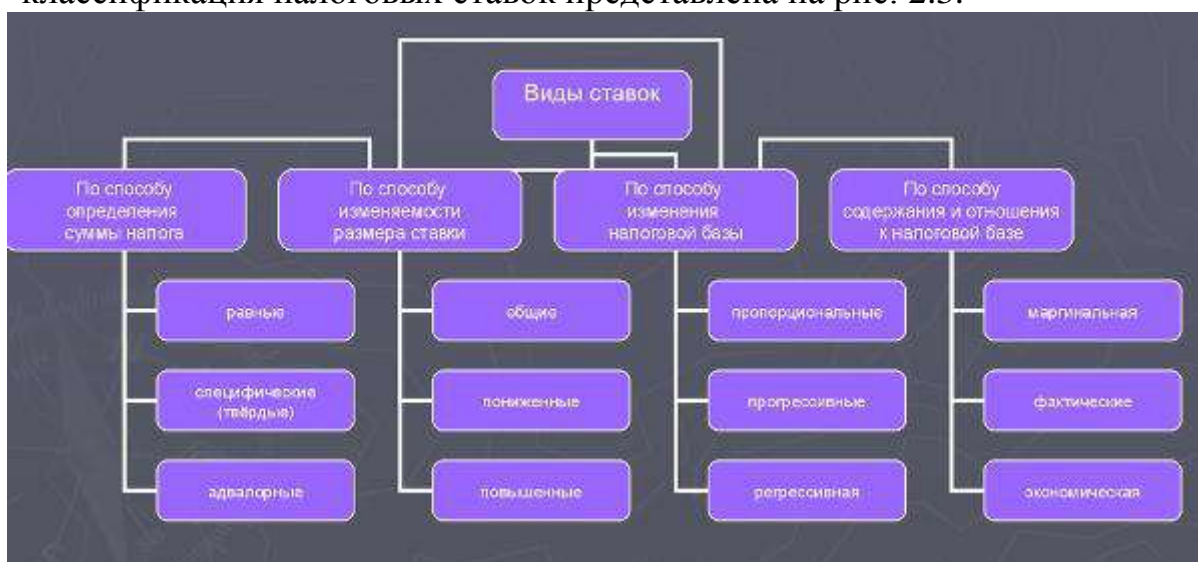 классификация налоговых ставок представлена на рис. 2.3.
Виды ставок
По способу
определения
суммы налога
По способу
изменяемости
размера ставки
По способу
изменения
налоговой базы
По способу
содержания и отношения
к налоговой базе
равные
общие
пропорциональные
маргинальная
специфические
(твёрдые)
пониженные
прогрессивные
фактические
адвалорные
повышенные
регрессивная
экономическая